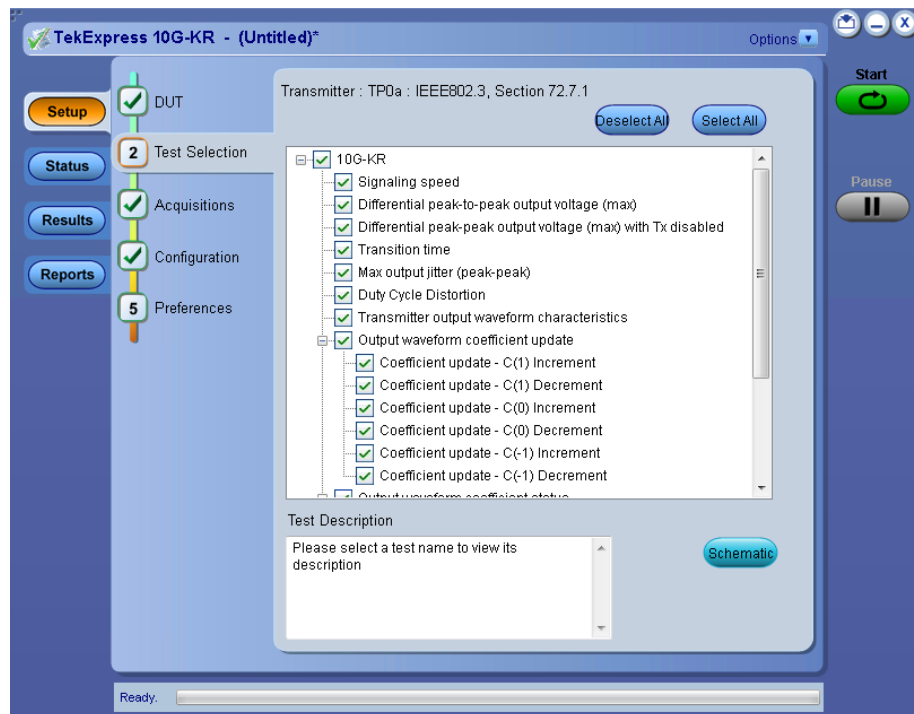 TekExpress 10G-KR - (Untitled)*
Options
Setup
Status
Results
Reports
DUT
2 Test Selection
Acquisitions
Configuration
5 Preferences
Transmitter : TP0a : IEEE802.3, Section 72.7.1
Deselect All
Select All
10G-KR
Signaling speed
Differential peak-to-peak output voltage (max)
Differential peak-peak output voltage (max) with Tx disabled
Transition time
Max output jitter (peak-peak)
Duty Cycle Distortion
Transmitter output waveform characteristics
Output waveform coefficient update
Coefficient update - C(1) Increment
Coefficient update - C(1) Decrement
Coefficient update - C(0) Increment
Coefficient update - C(0) Decrement
Coefficient update - C(-1) Increment
Coefficient update - C(-1) Decrement
Output waveform coefficient status
Test Description
Please select a test name to view its
description
Schematic
Start
Pause
Ready.